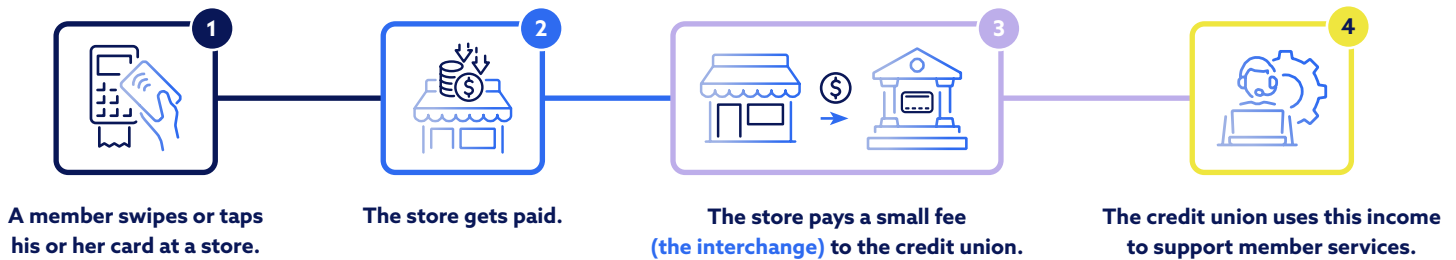 1
2
3
4
$
$
A member swipes or taps
his or her card at a store.
The store gets paid.
The store pays a small fee
(the interchange) to the credit union.
The credit union uses this income
to support member services.